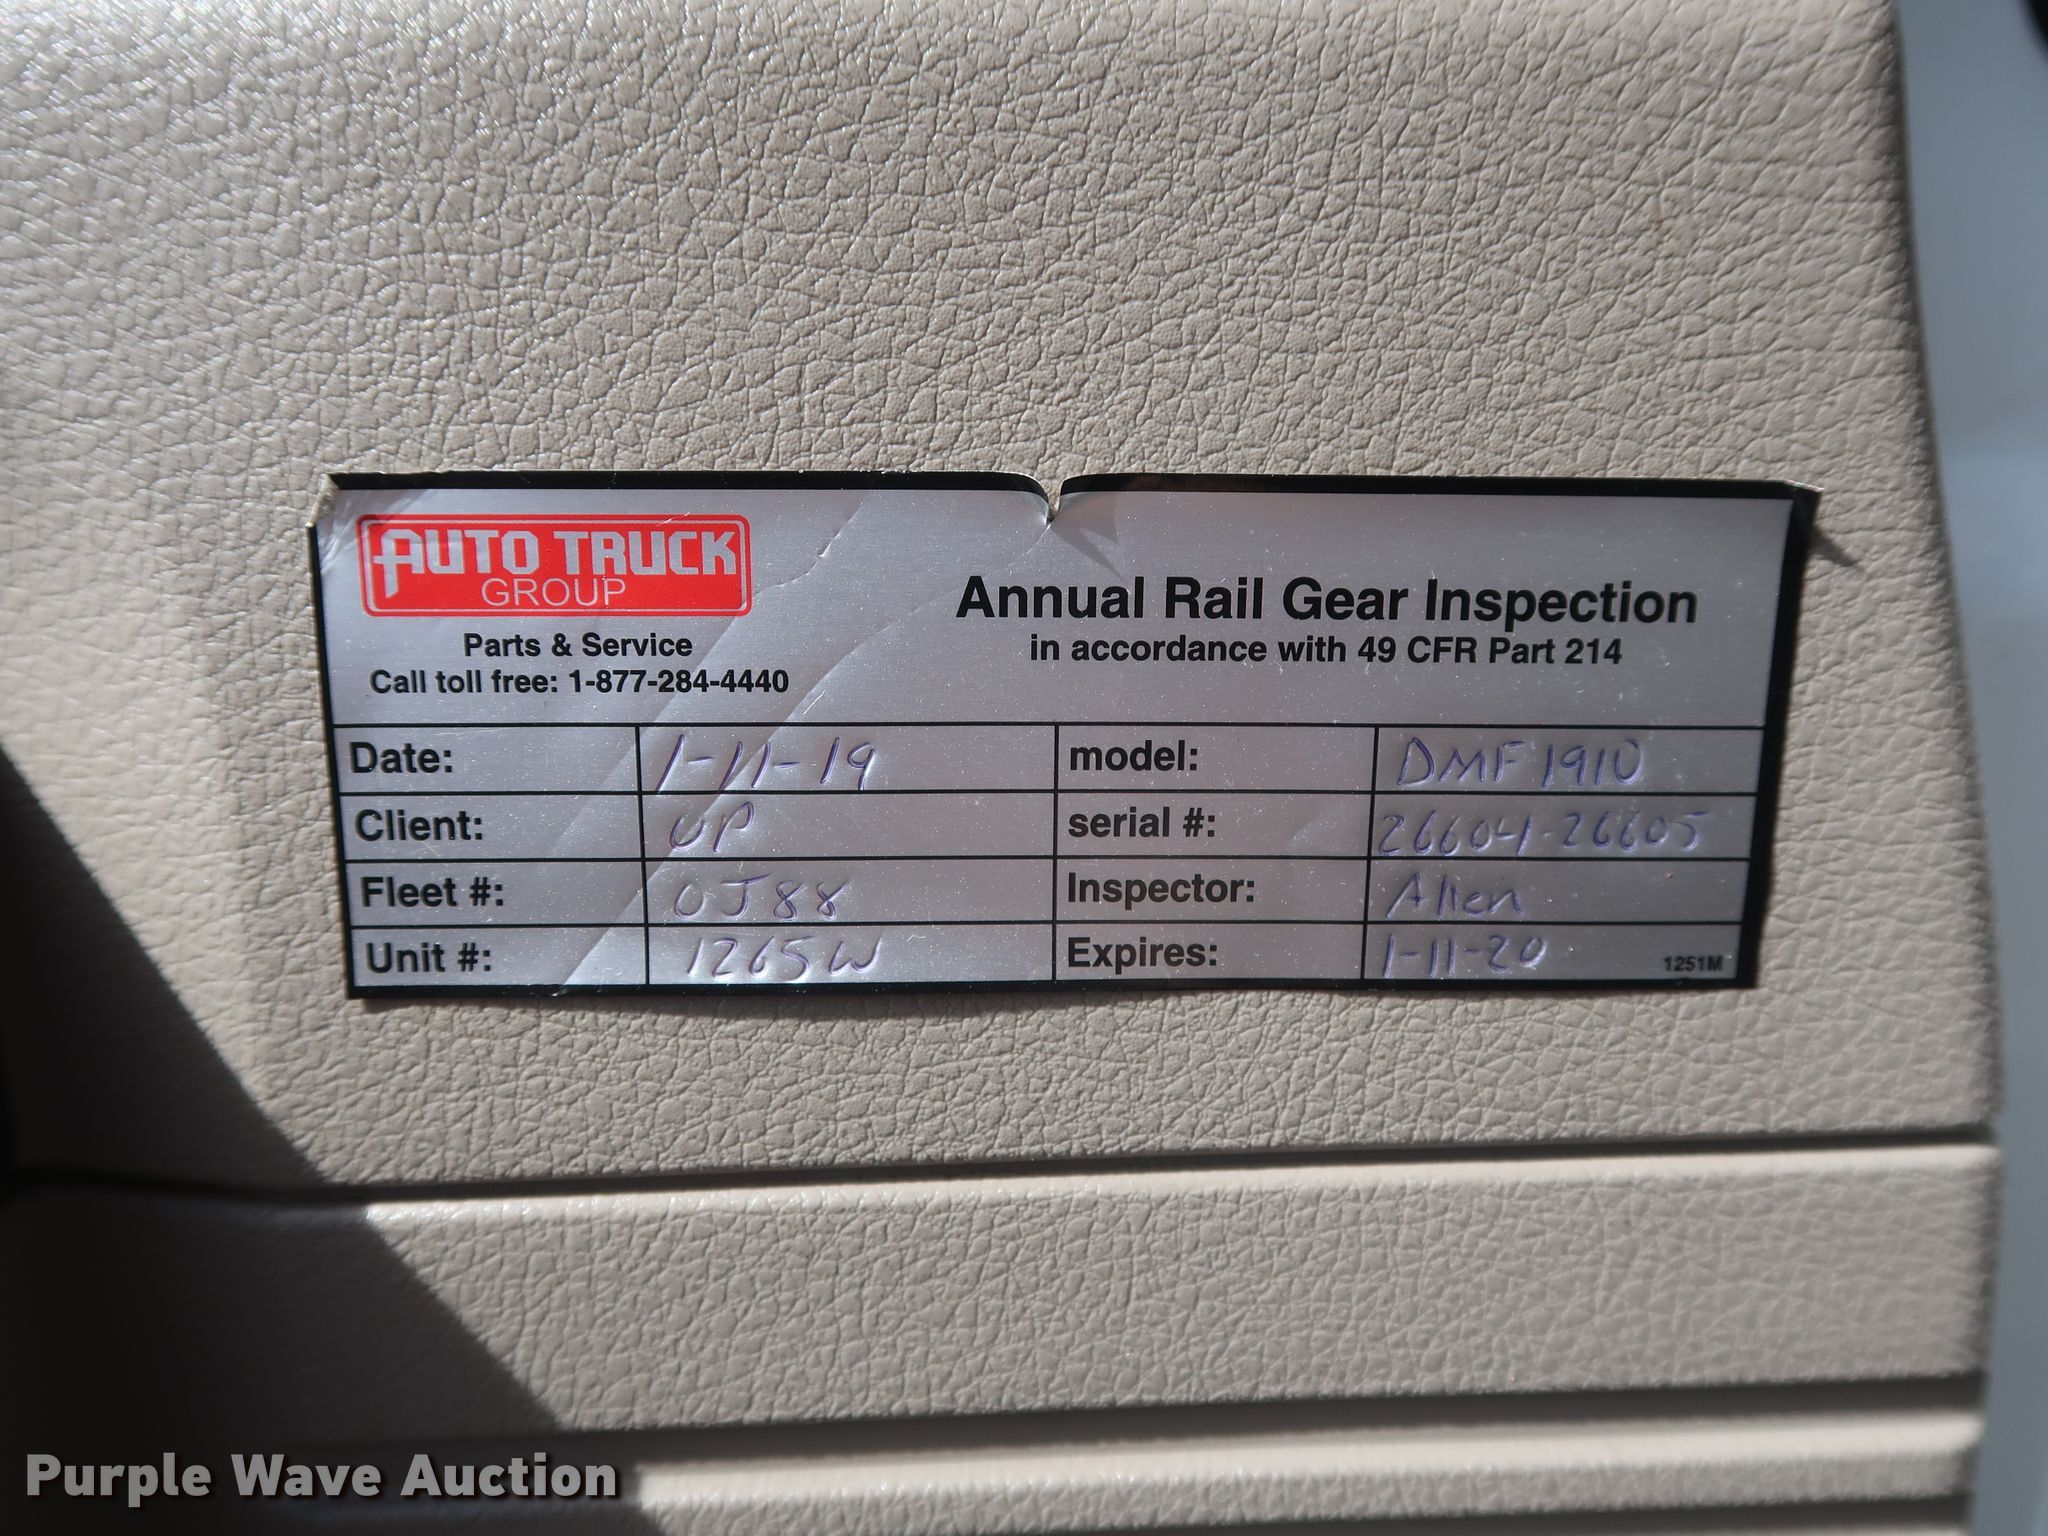 AUTO TRUCK
GROUP
Parts & Service
Call toll free: 1-877-284-4440
Annual Rail Gear Inspection
in accordance with 49 CFR Part 214
Date: 1-11-19 model: DMF 1910
Client: UP serial #: 26604-26605
Fleet #: 0J88 Inspector: Allen
Unit #: 1265W Expires: 1-11-20
1251M
Purple Wave Auction